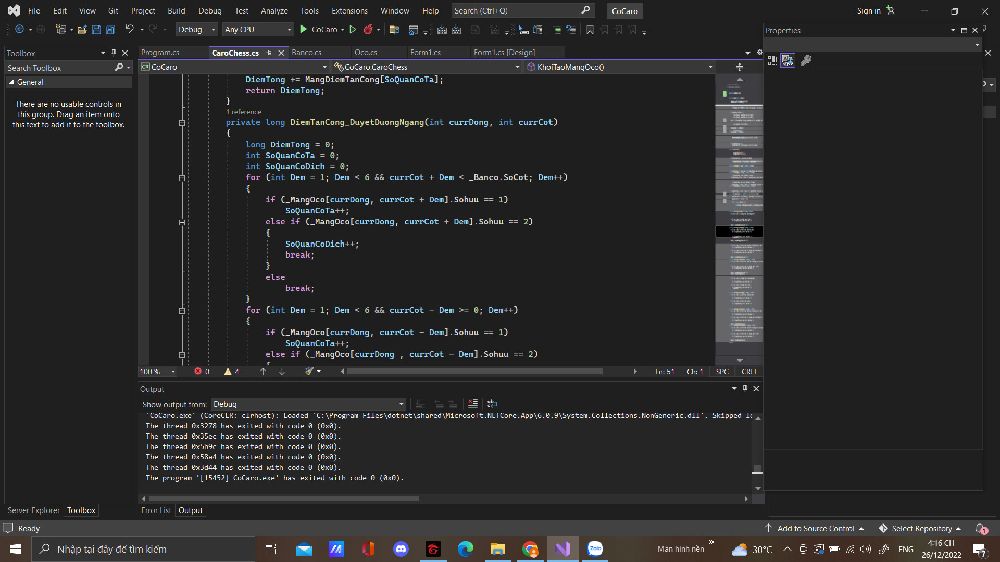 File Edit View Git Project Build Debug Test Analyze Tools Extensions Window Help Search (Ctrl+Q) CoCaro Sign in
Debug Any CPU CoCaro
Toolbox
Search Toolbox
General
There are no usable controls in
this group. Drag an item onto
this text to add it to the toolbox.
Server Explorer Toolbox
Program.cs CaroChess.cs Banco.cs Oco.cs Form1.cs Form1.cs [Design]
CoCaro CoCaro.CaroChess KhoiTaoMangOco()
DiemTong += MangDiemTanCong[SoQuanCoTa];
return DiemTong;
}
1 reference
private long DiemTanCong_DuyetDuongNgang(int currDong, int currCot)
{
long DiemTong = 0;
int SoQuanCoTa = 0;
int SoQuanCoDich = 0;
for (int Dem = 1; Dem < 6 && currCot + Dem < _Banco.SoCot; Dem++)
{
if (_MangOco[currDong, currCot + Dem].Sohuu == 1)
SoQuanCoTa++;
else if (_MangOco[currDong, currCot + Dem].Sohuu == 2)
{
SoQuanCoDich++;
break;
}
else
break;
}
for (int Dem = 1; Dem < 6 && currCot - Dem >= 0; Dem++)
{
if (_MangOco[currDong, currCot - Dem].Sohuu == 1)
SoQuanCoTa++;
else if (_MangOco[currDong , currCot - Dem].Sohuu == 2)
{
100 % 0 4 Ln: 51 Ch: 1 SPC CRLF
Output
Show output from: Debug
'CoCaro.exe' (CoreCLR: clrhost): Loaded 'C:\Program Files\dotnet\shared\Microsoft.NETCore.App\6.0.9\System.Collections.NonGeneric.dll'. Skipped lo
The thread 0x3278 has exited with code 0 (0x0).
The thread 0x35ec has exited with code 0 (0x0).
The thread 0x5b9c has exited with code 0 (0x0).
The thread 0x58a4 has exited with code 0 (0x0).
The thread 0x3d44 has exited with code 0 (0x0).
The program '[15452] CoCaro.exe' has exited with code 0 (0x0).
Error List Output
Properties
Ready Add to Source Control Select Repository 1
Nhập tại đây để tìm kiếm Zalo Màn hình nền » 30°C ENG 4:16 CH
26/12/2022 7